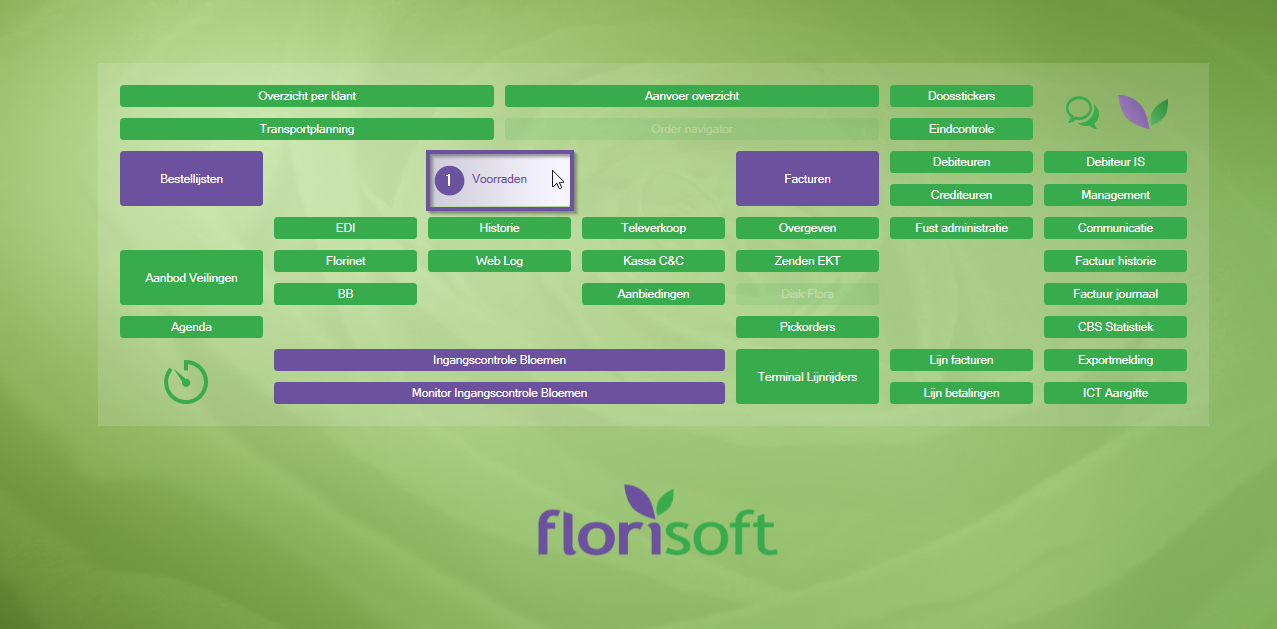 Overzicht per klant
Aanvoer overzicht
Doosstickers
Transportplanning
Order navigator
Eindcontrole
Bestellijsten
1 Voorraden
Facturen
Debiteuren
Debiteur IS
Crediteuren
Management
EDI
Historie
Televerkoop
Overgeven
Fust administratie
Communicatie
Aanbod Veilingen
Florinet
Web Log
Kassa C&C
Zenden EKT
Factuur historie
BB
Aanbiedingen
Disk Flora
Factuur journaal
Agenda
Pickorders
CBS Statistiek
Ingangscontrole Bloemen
Terminal Lijnrijders
Lijn facturen
Exportmelding
Monitor Ingangscontrole Bloemen
Lijn betalingen
ICT Aangifte
florisoft